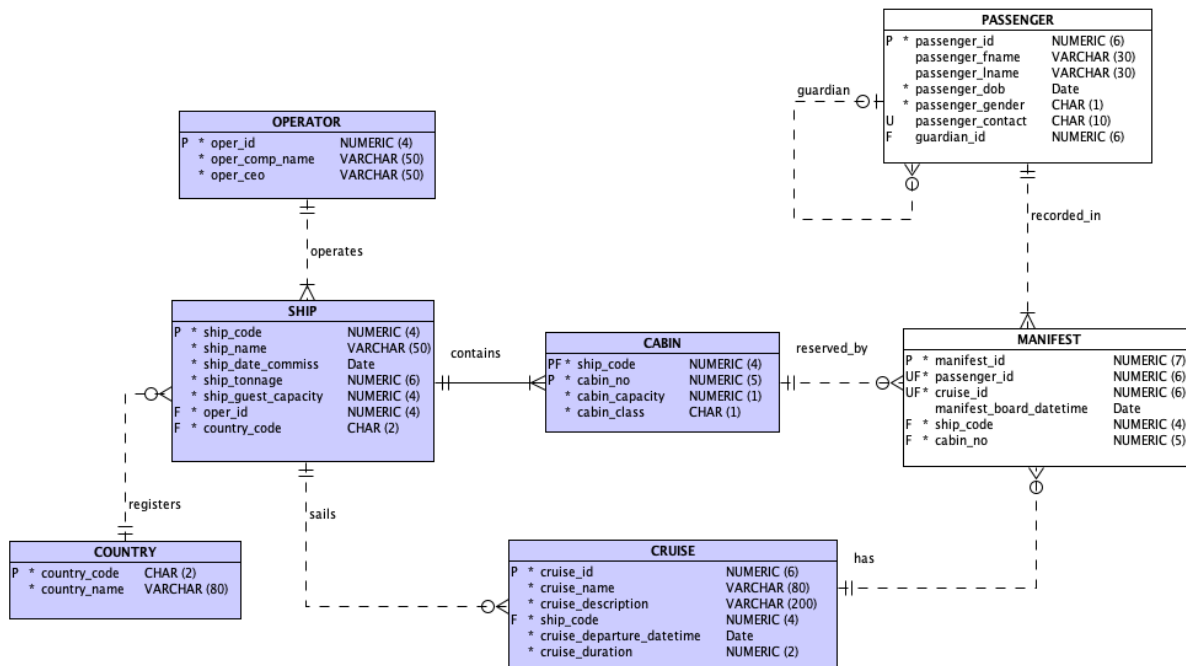 PASSENGER
P * passenger_id NUMERIC (6)
passenger_fname VARCHAR (30)
passenger_lname VARCHAR (30)
* passenger_dob Date
* passenger_gender CHAR (1)
U passenger_contact CHAR (10)
F guardian_id NUMERIC (6)
guardian
OPERATOR
P * oper_id NUMERIC (4)
* oper_comp_name VARCHAR (50)
* oper_ceo VARCHAR (50)
recorded_in
operates
SHIP
P * ship_code NUMERIC (4)
* ship_name VARCHAR (50)
* ship_date_commiss Date
* ship_tonnage NUMERIC (6)
* ship_guest_capacity NUMERIC (4)
F * oper_id NUMERIC (4)
F * country_code CHAR (2)
contains
CABIN
PF * ship_code NUMERIC (4)
P * cabin_no NUMERIC (5)
* cabin_capacity NUMERIC (1)
* cabin_class CHAR (1)
reserved_by
MANIFEST
P * manifest_id NUMERIC (7)
UF* passenger_id NUMERIC (6)
UF* cruise_id NUMERIC (6)
manifest_board_datetime Date
F * ship_code NUMERIC (4)
F * cabin_no NUMERIC (5)
registers
sails
COUNTRY
P * country_code CHAR (2)
* country_name VARCHAR (80)
CRUISE
P * cruise_id NUMERIC (6)
* cruise_name VARCHAR (80)
* cruise_description VARCHAR (200)
F * ship_code NUMERIC (4)
* cruise_departure_datetime Date
* cruise_duration NUMERIC (2)
has